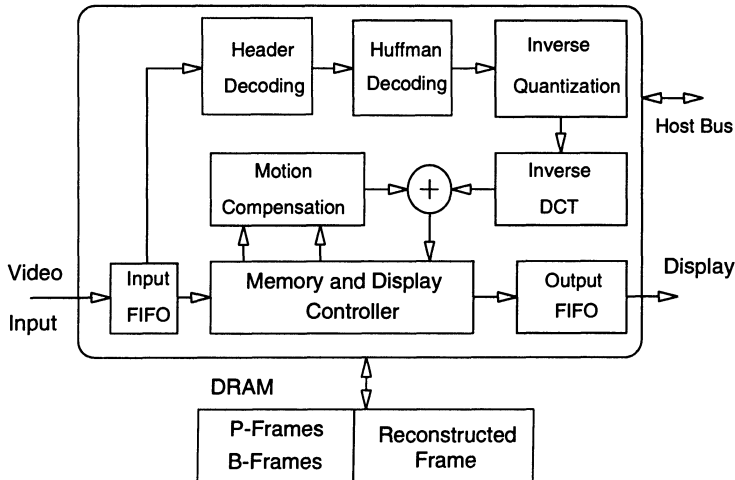 Header
Decoding
Huffman
Decoding
Inverse
Quantization
Host Bus
Motion
Compensation
+
Inverse
DCT
Video
Input
Input
FIFO
Memory and Display
Controller
Output
FIFO
Display
DRAM
P-Frames
B-Frames
Reconstructed
Frame